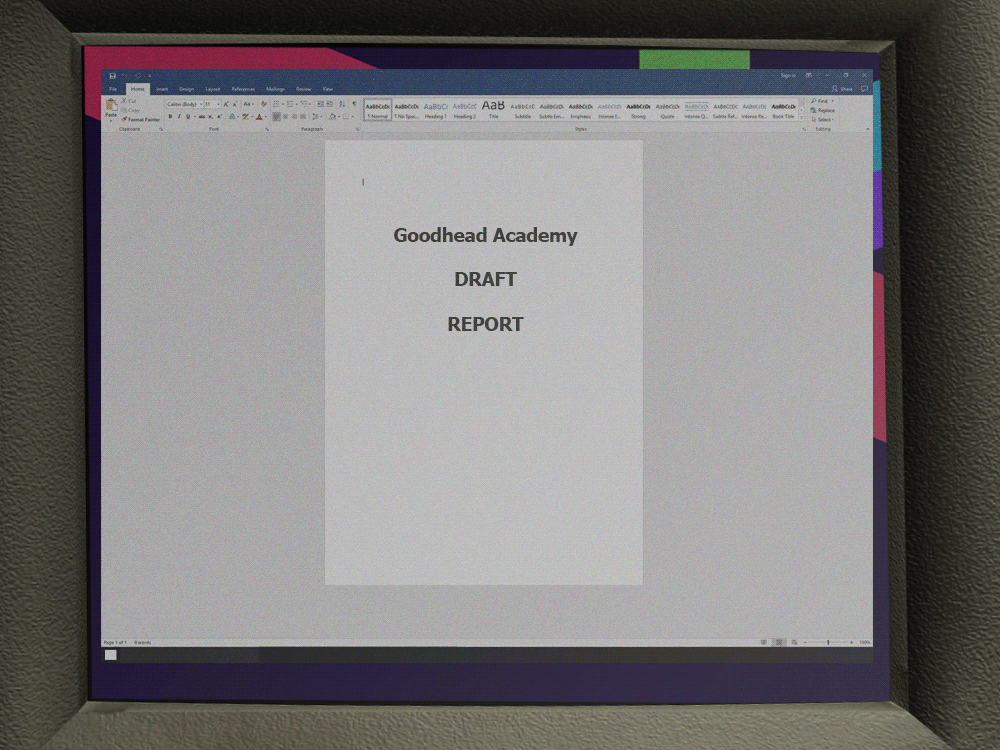 Sign in
File Home Insert Design Layout References Mailings Review View
Share
Paste
Cut
Copy
Format Painter
Clipboard
Calibri (Body) 11
Font
Paragraph
AaBbCcDc AaBbCcDc AaBbCc AaBbCcC AaB AaBbCcD AaBbCcDc AaBbCcDc AaBbCcDc AaBbCcDc AaBbCcDc AaBbCcDc AaBbCcDc AaBbCcDc AaBbCcDc
¶ Normal ¶ No Spac... Heading 1 Heading 2 Title Subtitle Subtle Em... Emphasis Intense E... Strong Quote Intense Q... Subtle Ref... Intense Re... Book Title
Styles
Find
Replace
Select
Editing
Goodhead Academy
DRAFT
REPORT
Page 1 of 1 0 words
100%